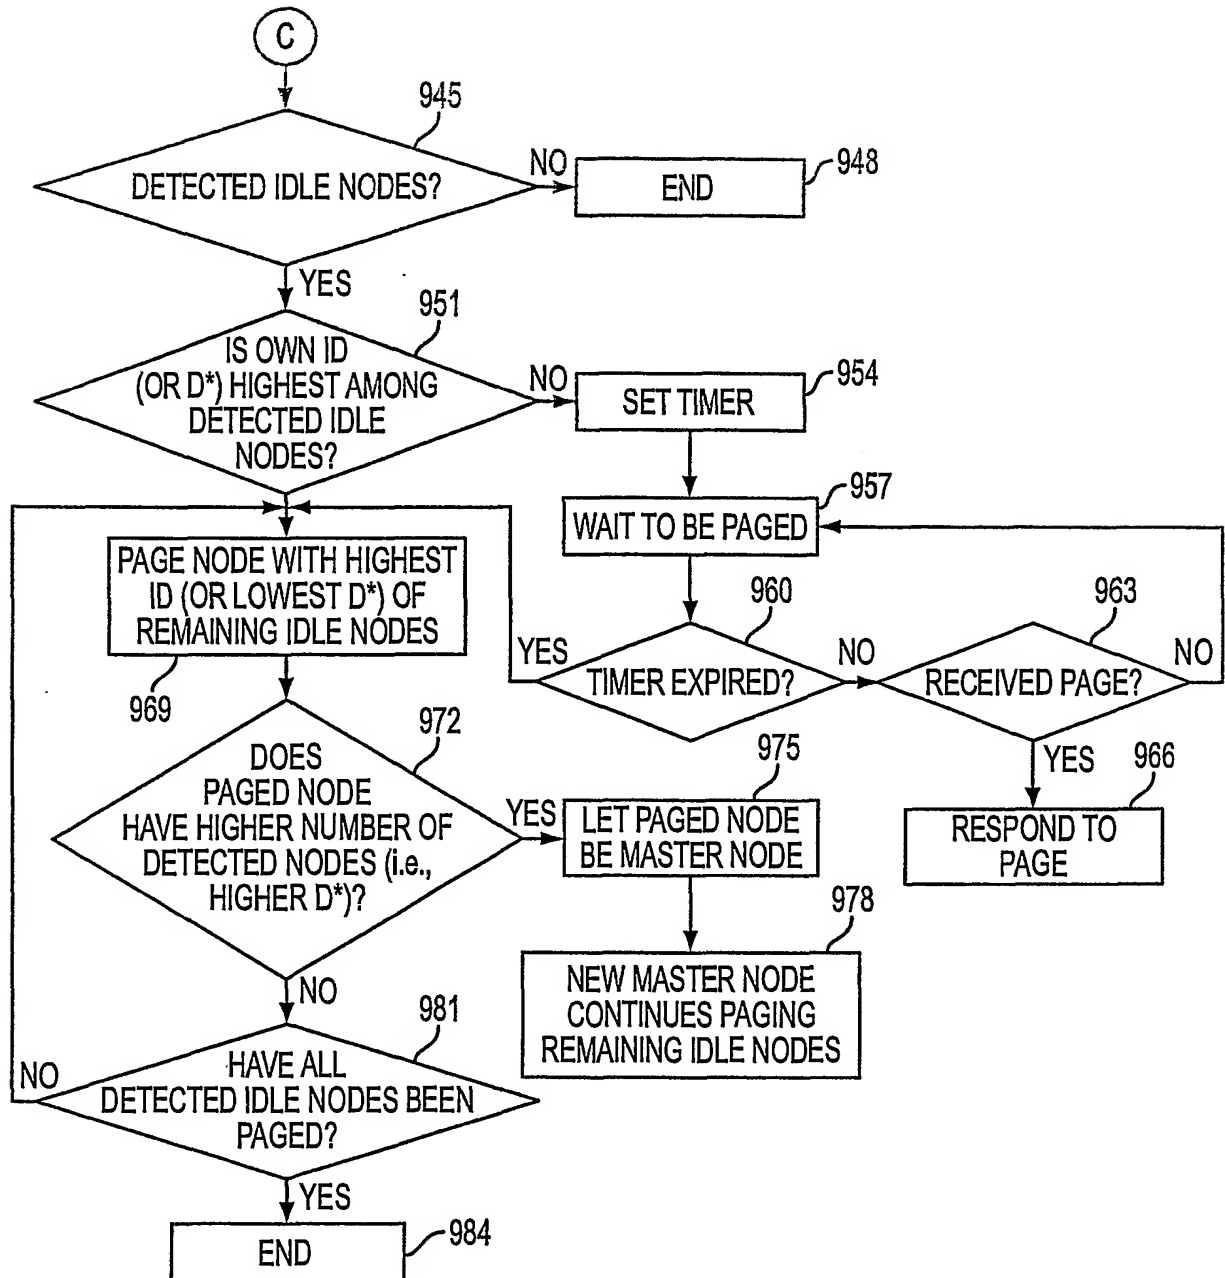 C
945
DETECTED IDLE NODES?
NO
END
948
YES
951
IS OWN ID
(OR D*) HIGHEST AMONG
DETECTED IDLE
NODES?
NO
SET TIMER
954
WAIT TO BE PAGED
957
PAGE NODE WITH HIGHEST
ID (OR LOWEST D*) OF
REMAINING IDLE NODES
969
YES
TIMER EXPIRED?
960
NO
RECEIVED PAGE?
963
NO
YES
966
RESPOND TO
PAGE
972
DOES
PAGED NODE
HAVE HIGHER NUMBER OF
DETECTED NODES (i.e.,
HIGHER D*)?
YES
975
LET PAGED NODE
BE MASTER NODE
978
NEW MASTER NODE
CONTINUES PAGING
REMAINING IDLE NODES
NO
981
HAVE ALL
DETECTED IDLE NODES BEEN
PAGED?
NO
YES
END
984